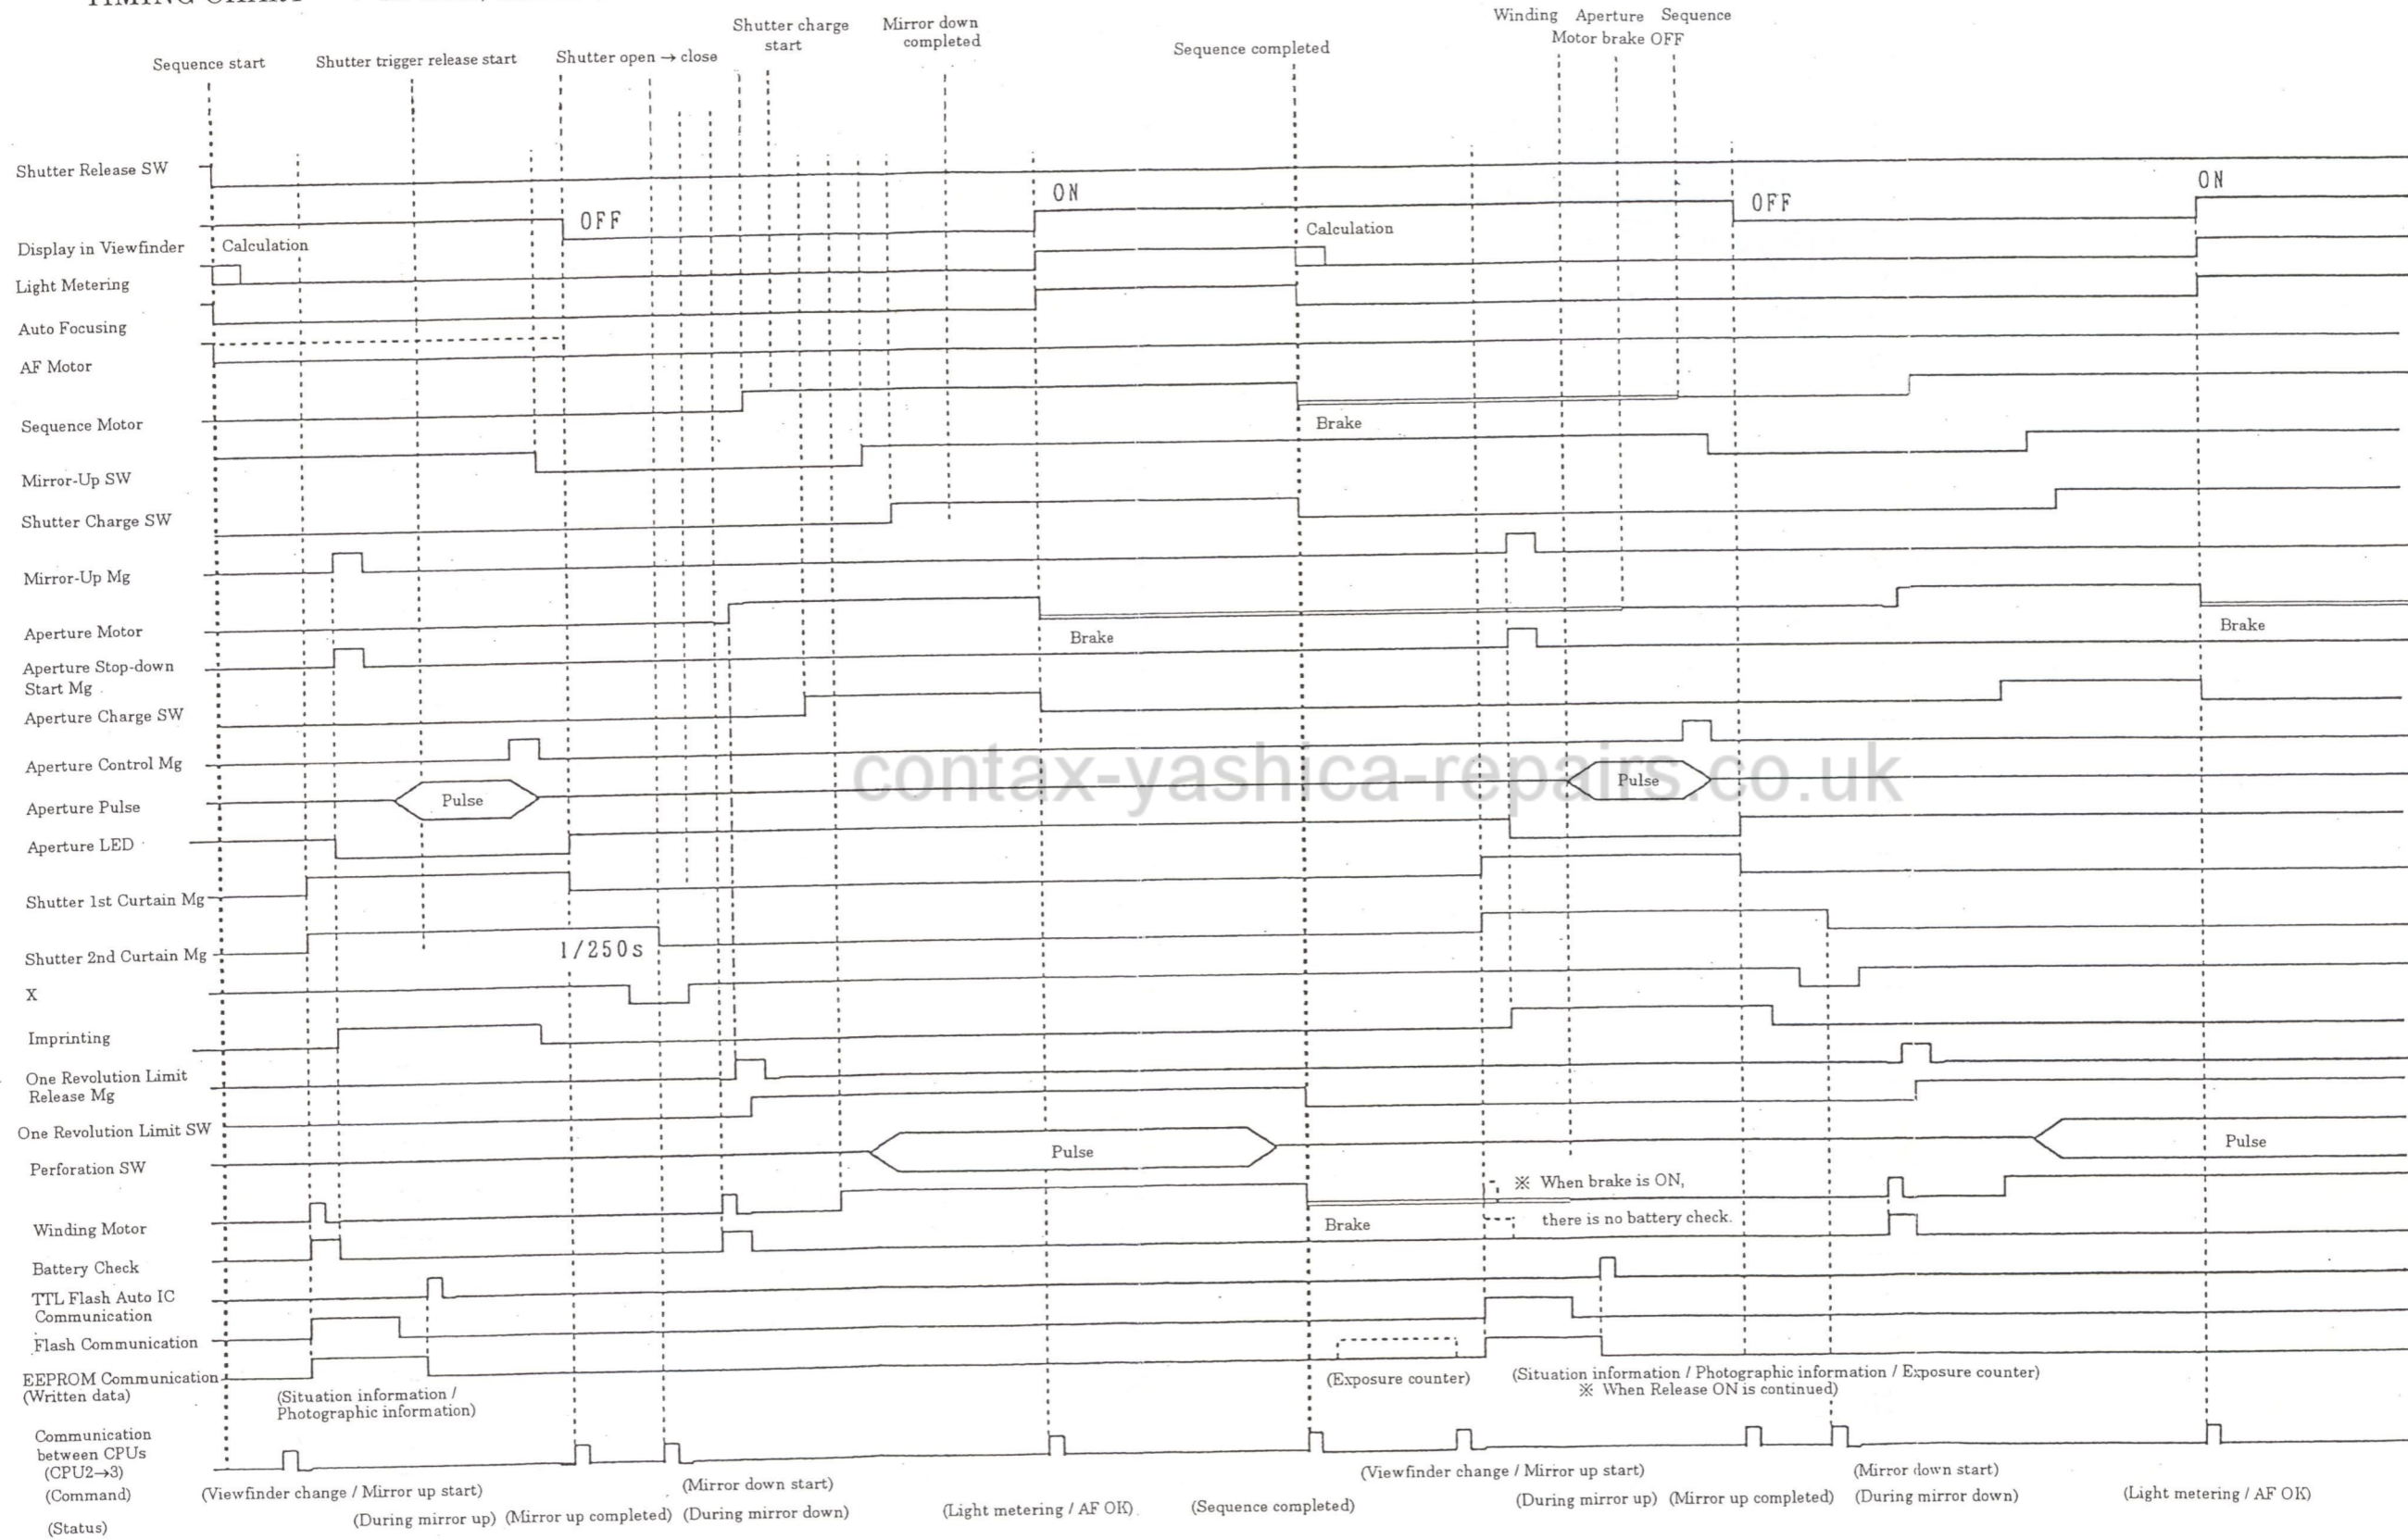 TIMING CHART
Sequence start
Shutter trigger release start
Shutter open → close
Shutter charge
start
Mirror down
completed
Sequence completed
Winding Aperture Sequence
Motor brake OFF
Shutter Release SW
ON
ON
OFF
OFF
Display in Viewfinder
Calculation
Calculation
Light Metering
Auto Focusing
AF Motor
Sequence Motor
Brake
Mirror-Up SW
Shutter Charge SW
Mirror-Up Mg
Aperture Motor
Brake
Brake
Aperture Stop-down
Start Mg
Aperture Charge SW
Aperture Control Mg
contax-yashica-repairs.co.uk
Aperture Pulse
Pulse
Pulse
Aperture LED
Shutter 1st Curtain Mg
Shutter 2nd Curtain Mg
1/250s
X
Imprinting
One Revolution Limit
Release Mg
One Revolution Limit SW
Perforation SW
Pulse
Pulse
Winding Motor
Brake
※ When brake is ON,
there is no battery check.
Battery Check
TTL Flash Auto IC
Communication
Flash Communication
EEPROM Communication
(Written data)
(Situation information /
Photographic information)
(Exposure counter)
(Situation information / Photographic information / Exposure counter)
※ When Release ON is continued)
Communication
between CPUs
(CPU2→3)
(Command)
(Viewfinder change / Mirror up start)
(Mirror down start)
(Viewfinder change / Mirror up start)
(Mirror down start)
(Status)
(During mirror up)
(Mirror up completed)
(During mirror down)
(Light metering / AF OK)
(Sequence completed)
(During mirror up)
(Mirror up completed)
(During mirror down)
(Light metering / AF OK)